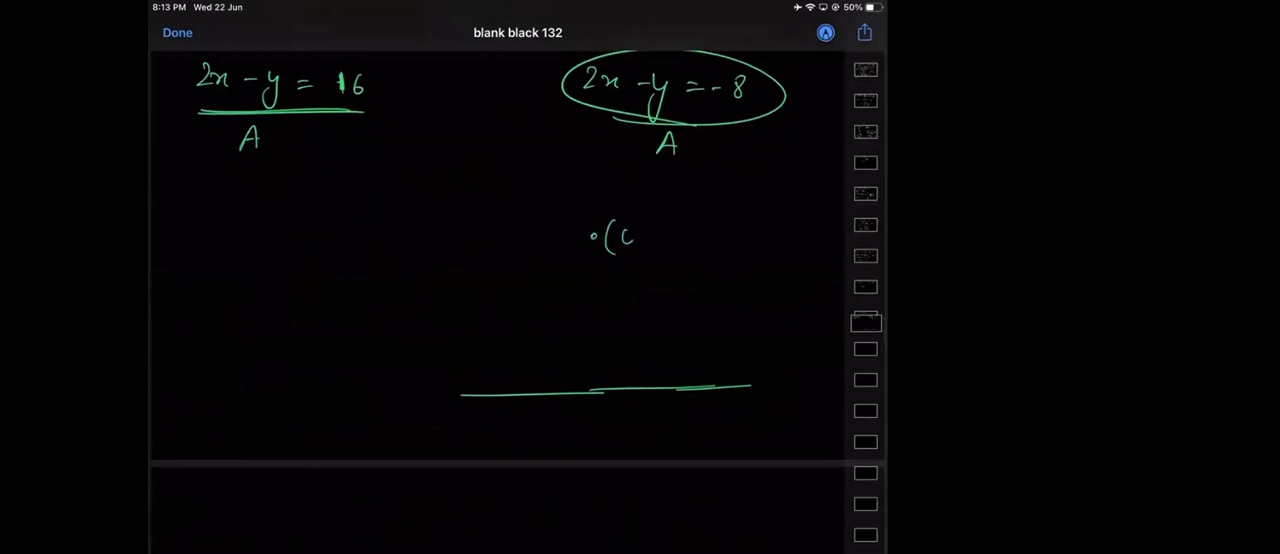 8:13 PM Wed 22 Jun 50%
Done blank black 132
2x - y = 16 2x - y = - 8
A A